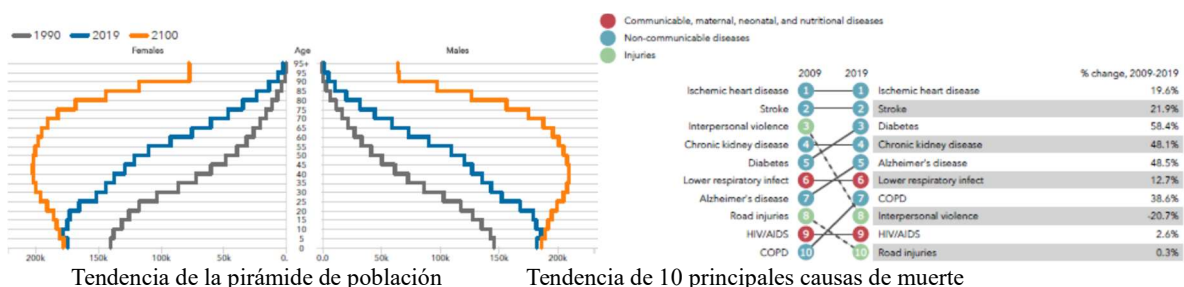 1990 2019 2100
Females Age Males
95+
95
90
85
80
75
70
65
60
55
50
45
40
35
30
25
20
15
10
5
0
200k 150k 100k 50k 0. 0 50k 100k 150k 200k
Tendencia de la pirámide de población
Communicable, maternal, neonatal, and nutritional diseases
Non-communicable diseases
Injuries
2009 2019 % change, 2009-2019
Ischemic heart disease 1 1 Ischemic heart disease 19.6%
Stroke 2 2 Stroke 21.9%
Interpersonal violence 3 3 Diabetes 58.4%
Chronic kidney disease 4 4 Chronic kidney disease 48.1%
Diabetes 5 5 Alzheimer's disease 48.5%
Lower respiratory infect 6 6 Lower respiratory infect 12.7%
Alzheimer's disease 7 7 COPD 38.6%
Road injuries 8 8 Interpersonal violence -20.7%
HIV/AIDS 9 9 HIV/AIDS 2.6%
COPD 10 10 Road injuries 0.3%
Tendencia de 10 principales causas de muerte